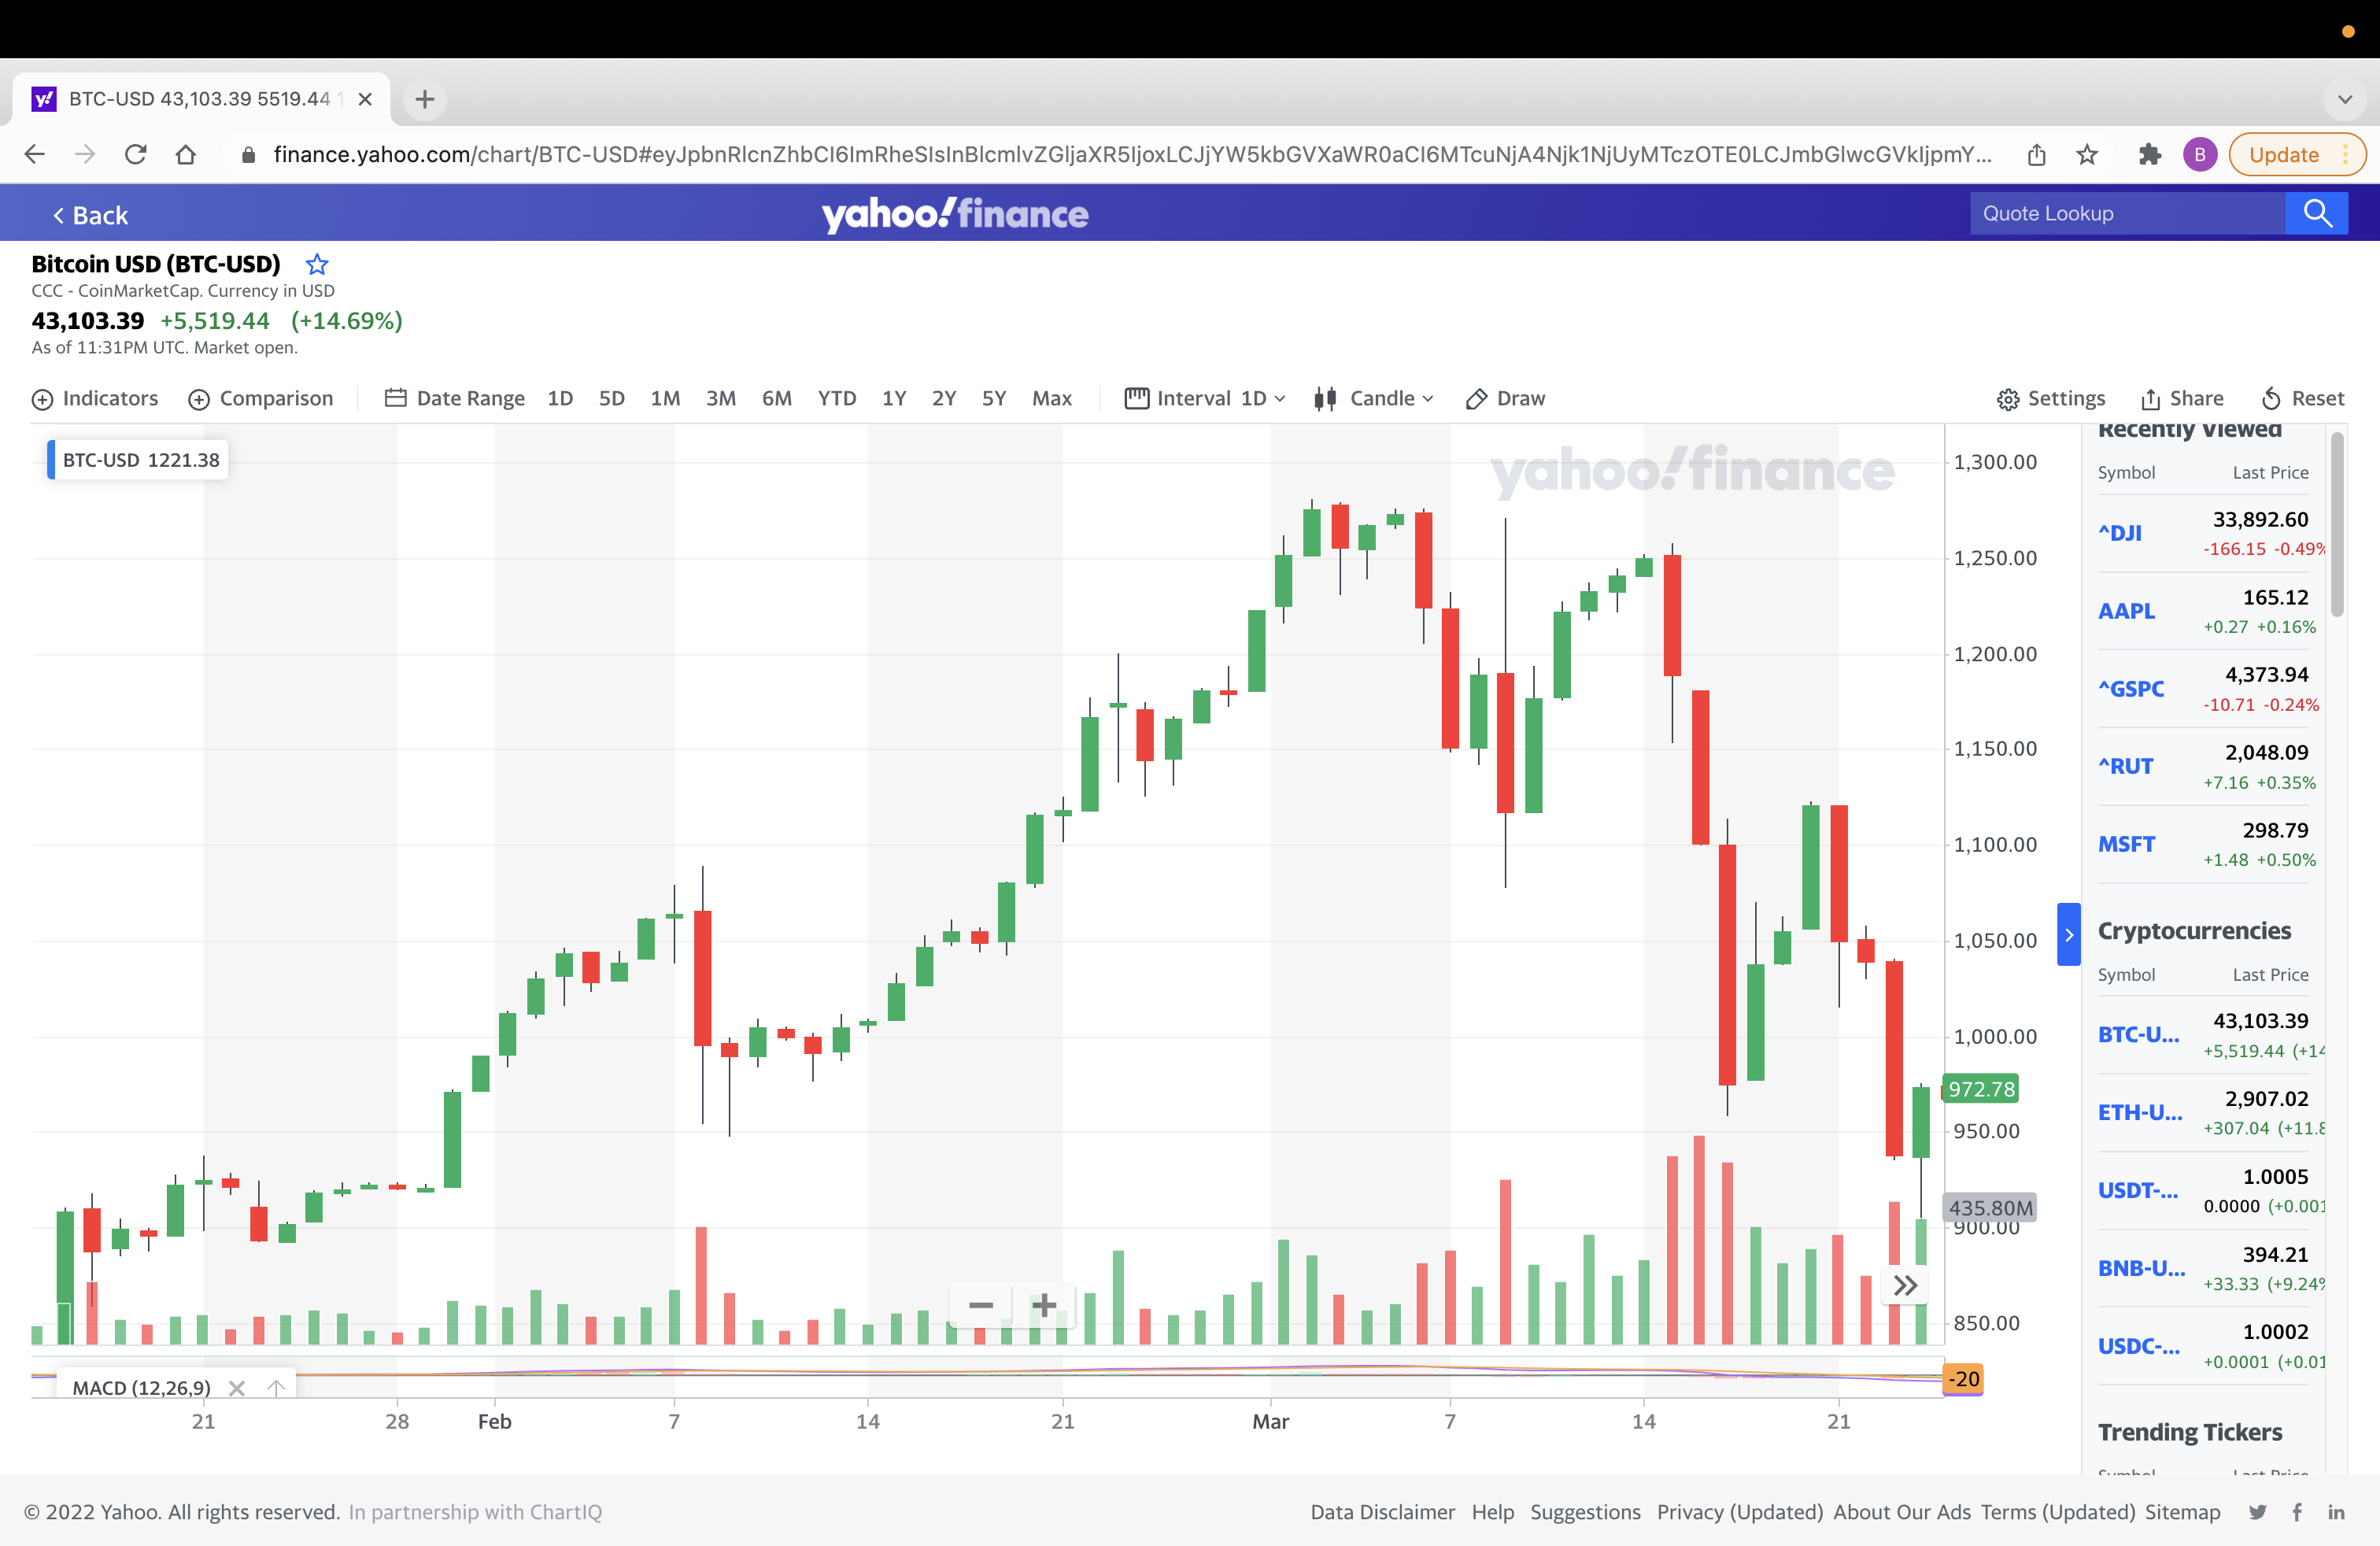 BTC-USD 43,103.39 5519.44
finance.yahoo.com/chart/BTC-USD#eyJpbnRlcnZhbCI6ImRheSIsInBlcmlvZGljaXR5IjoxLCJjYW5kbGVXaWR0aCI6MTcuNjA4Njk1NjUyMTczOTE0LCJmbGlwcGVkIjpmY...
B
Update
Back
yahoo!finance
Quote Lookup
Bitcoin USD (BTC-USD)
CCC - CoinMarketCap. Currency in USD
43,103.39 +5,519.44 (+14.69%)
As of 11:31PM UTC. Market open.
Indicators Comparison Date Range 1D 5D 1M 3M 6M YTD 1Y 2Y 5Y Max Interval 1D Candle Draw Settings Share Reset
BTC-USD 1221.38
yahoo!finance
1,300.00
1,250.00
1,200.00
1,150.00
1,100.00
1,050.00
1,000.00
972.78
950.00
435.80M
900.00
850.00
MACD (12,26,9)
-20
21 28 Feb 7 14 21 Mar 7 14 21
Recently Viewed
Symbol Last Price
^DJI 33,892.60
-166.15 -0.49%
AAPL 165.12
+0.27 +0.16%
^GSPC 4,373.94
-10.71 -0.24%
^RUT 2,048.09
+7.16 +0.35%
MSFT 298.79
+1.48 +0.50%
Cryptocurrencies
Symbol Last Price
BTC-U... 43,103.39
+5,519.44 (+14
ETH-U... 2,907.02
+307.04 (+11.8
USDT-... 1.0005
0.0000 (+0.001
BNB-U... 394.21
+33.33 (+9.24%
USDC-... 1.0002
+0.0001 (+0.01
Trending Tickers
Symbol Last Price
© 2022 Yahoo. All rights reserved. In partnership with ChartIQ
Data Disclaimer Help Suggestions Privacy (Updated) About Our Ads Terms (Updated) Sitemap